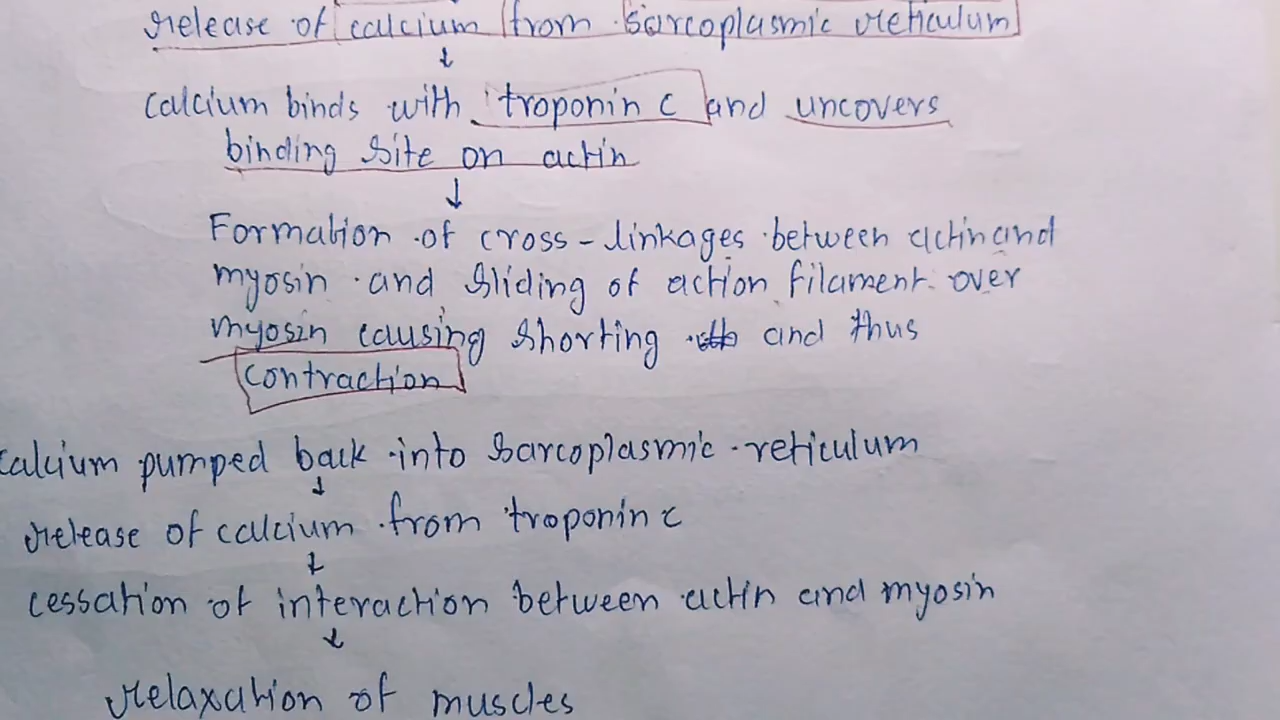 release of calcium from sarcoplasmic reticulum
↓
calcium binds with troponin c and uncovers
binding site on actin
↓
Formation of cross-linkages between actin and
myosin and sliding of action filament over
myosin causing shorting and thus
contraction
calcium pumped back into sarcoplasmic reticulum
↓
release of calcium from troponin c
↓
cessation of interaction between actin and myosin
↓
relaxation of muscles